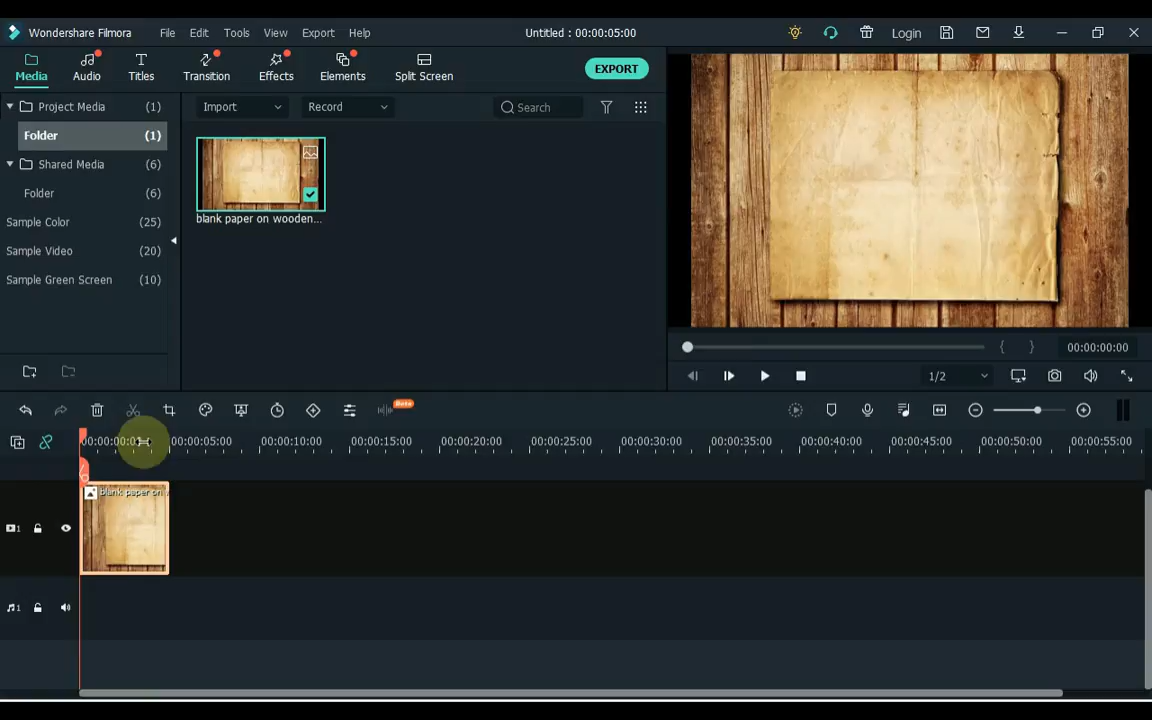 Wondershare Filmora File Edit Tools View Export Help Untitled : 00:00:05:00 Login
Media Audio Titles Transition Effects Elements Split Screen EXPORT
Project Media (1) Import Record Search
Folder (1)
Shared Media (6)
Folder (6)
Sample Color (25)
blank paper on wooden...
Sample Video (20)
Sample Green Screen (10)
00:00:00:00
1/2
Beta
00:00:05:00 00:00:10:00 00:00:15:00 00:00:20:00 00:00:25:00 00:00:30:00 00:00:35:00 00:00:40:00 00:00:45:00 00:00:50:00 00:00:55:00
blank paper on
1
1